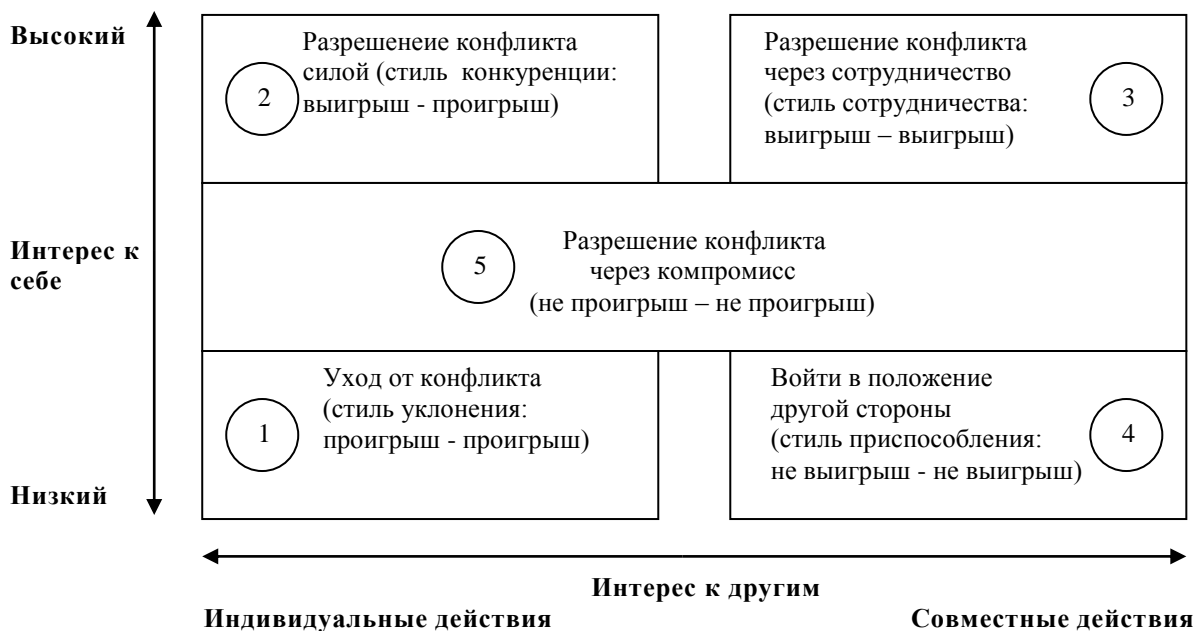 Высокий
Разрешенеие конфликта
силой (стиль конкуренции:
выигрыш - проигрыш)
2
Разрешение конфликта
через сотрудничество
(стиль сотрудничества:
выигрыш – выигрыш)
3
Интерес к
себе
5
Разрешение конфликта
через компромисс
(не проигрыш – не проигрыш)
Уход от конфликта
(стиль уклонения:
проигрыш - проигрыш)
1
Войти в положение
другой стороны
(стиль приспособления:
не выигрыш - не выигрыш)
4
Низкий
Интерес к другим
Индивидуальные действия
Совместные действия